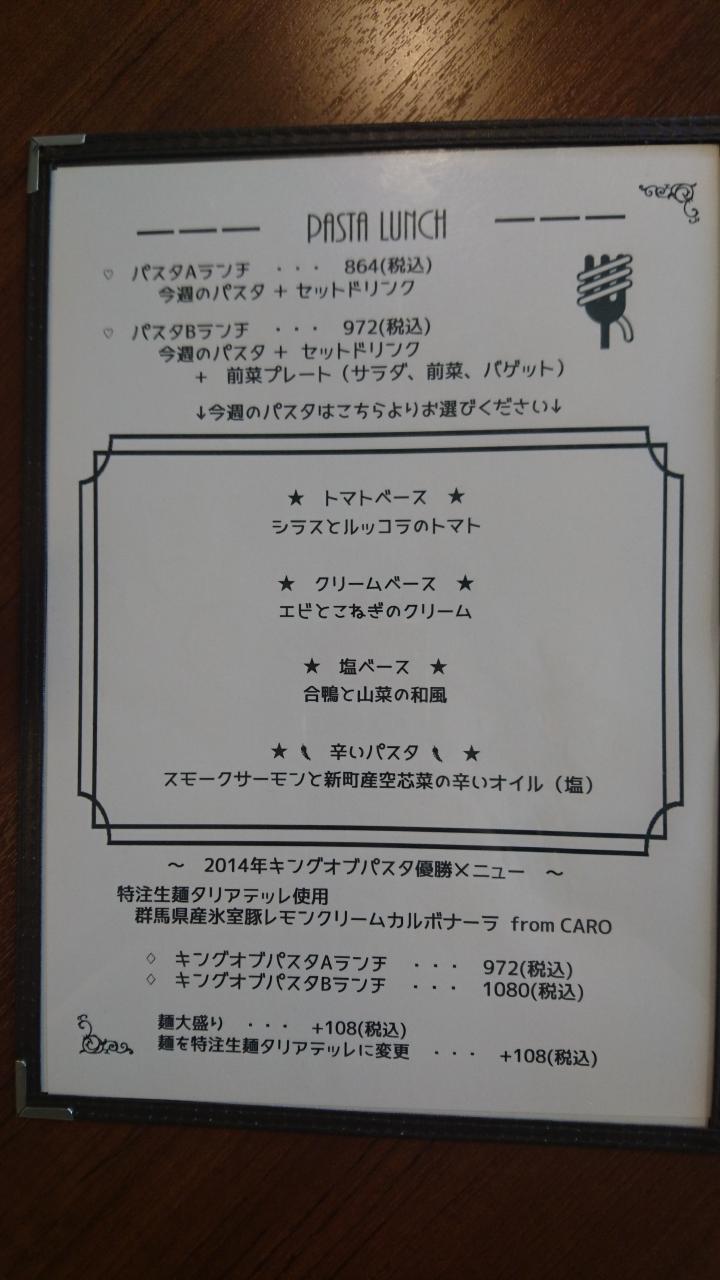 PASTA LUNCH
♡ パスタAランチ ・・・ 864(税込)
今週のパスタ + セットドリンク
♡ パスタBランチ ・・・ 972(税込)
今週のパスタ + セットドリンク
+ 前菜プレート（サラダ、前菜、バゲット）
↓今週のパスタはこちらよりお選びください↓
★ トマトベース ★
シラスとルッコラのトマト
★ クリームベース ★
エビとこねぎのクリーム
★ 塩ベース ★
合鴨と山菜の和風
★ 辛いパスタ ★
スモークサーモンと新町産空芯菜の辛いオイル（塩）
～ 2014年キングオブパスタ優勝メニュー ～
特注生麺タリアテッレ使用
群馬県産氷室豚レモンクリームカルボナーラ from CARO
♢ キングオブパスタAランチ ・・・ 972(税込)
♢ キングオブパスタBランチ ・・・ 1080(税込)
麺大盛り ・・・ +108(税込)
麺を特注生麺タリアテッレに変更 ・・・ +108(税込)